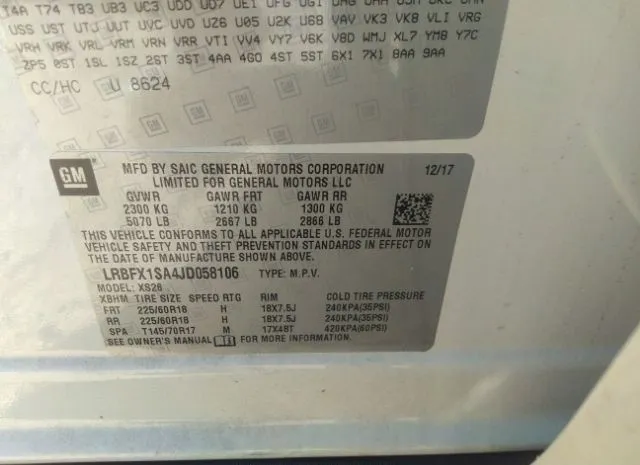 T4A T74 TB3 UB3 UC3 UDD UD7 UE1 UFG UG1
USS UST UTJ UUT UVC UVD UZ6 U05 U2K U68 VAV VK3 VK8 VLI VRG
VRH VRK VRL VRM VRN VRR VTI VV4 VY7 V6K V8D WMJ XL7 YM8 Y7C
ZP5 0ST 1SL 1SZ 2ST 3ST 4AA 4GO 4ST 5ST 6X1 7X1 8AA 9AA
CC/HC U 8624
GM
MFD BY SAIC GENERAL MOTORS CORPORATION 12/17
LIMITED FOR GENERAL MOTORS LLC
GVWR GAWR FRT GAWR RR
2300 KG 1210 KG 1300 KG
5070 LB 2667 LB 2866 LB
THIS VEHICLE CONFORMS TO ALL APPLICABLE U.S. FEDERAL MOTOR
VEHICLE SAFETY AND THEFT PREVENTION STANDARDS IN EFFECT ON
THE DATE OF MANUFACTURE SHOWN ABOVE.
LRBFX1SA4JD058106 TYPE: M.P.V.
MODEL: XS26
XBHM TIRE SIZE SPEED RTG RIM COLD TIRE PRESSURE
FRT 225/60R18 H 18X7.5J 240KPA(35PSI)
RR 225/60R18 H 18X7.5J 240KPA(35PSI)
SPA T145/70R17 M 17X4BT 420KPA(60PSI)
SEE OWNER'S MANUAL FOR MORE INFORMATION.